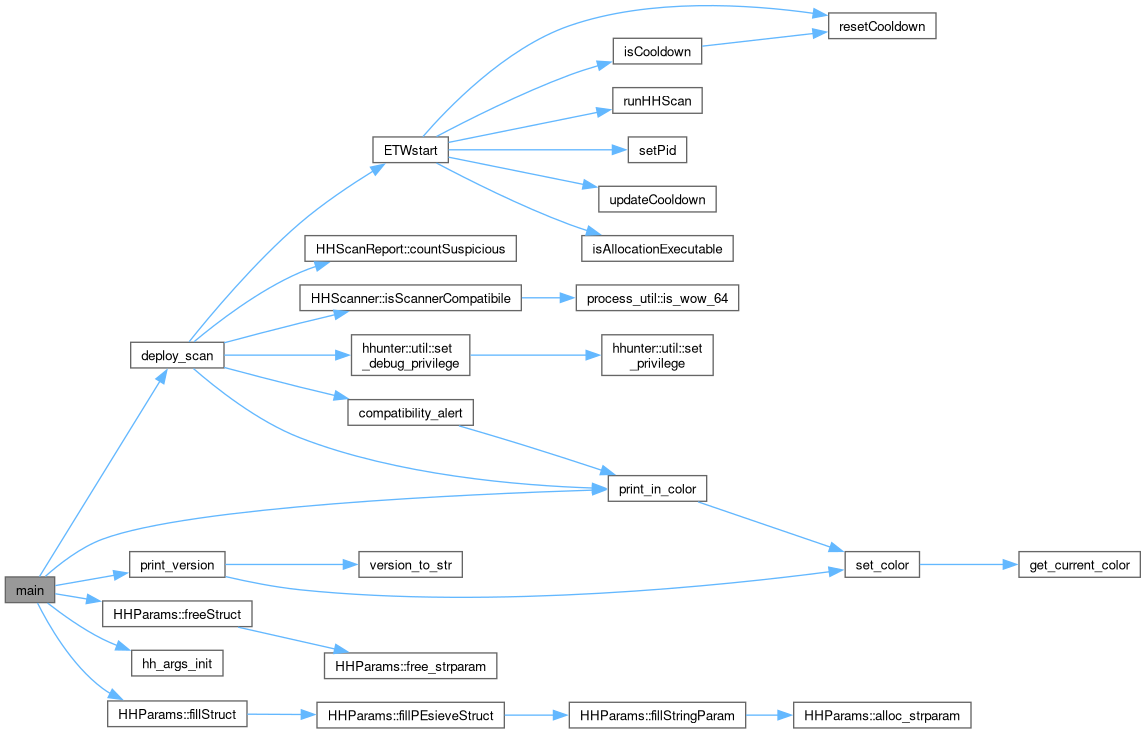 resetCooldown
isCooldown
runHHScan
ETWstart
setPid
updateCooldown
isAllocationExecutable
HHScanReport::countSuspicious
HHScanner::isScannerCompatibile
process_util::is_wow_64
deploy_scan
hhunter::util::set
_debug_privilege
hhunter::util::set
_privilege
compatibility_alert
print_in_color
print_version
version_to_str
set_color
get_current_color
main
HHParams::freeStruct
hh_args_init
HHParams::free_strparam
HHParams::fillStruct
HHParams::fillPEsieveStruct
HHParams::fillStringParam
HHParams::alloc_strparam